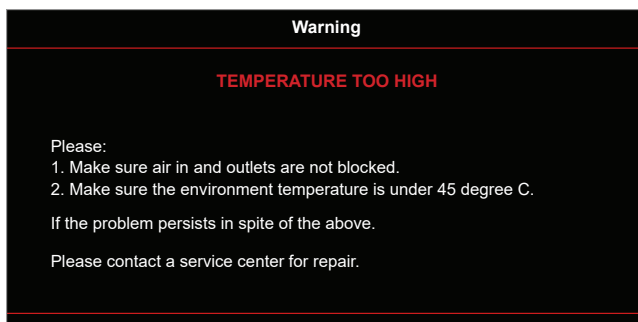 Warning
TEMPERATURE TOO HIGH
Please:
1. Make sure air in and outlets are not blocked.
2. Make sure the environment temperature is under 45 degree C.
If the problem persists in spite of the above.
Please contact a service center for repair.